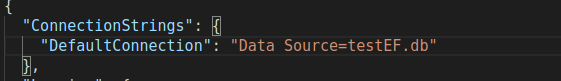 {
"ConnectionStrings": {
"DefaultConnection": "Data Source=testEF.db"
},